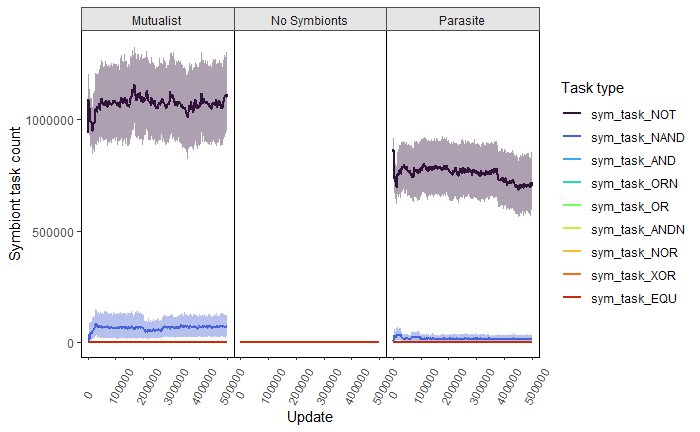 Mutualist No Symbionts Parasite
Symbiont task count
1000000
500000
0
0 100000 200000 300000 400000 500000 0 100000 200000 300000 400000 500000 0 100000 200000 300000 400000 500000
Update
Task type
sym_task_NOT
sym_task_NAND
sym_task_AND
sym_task_ORN
sym_task_OR
sym_task_ANDN
sym_task_NOR
sym_task_XOR
sym_task_EQU